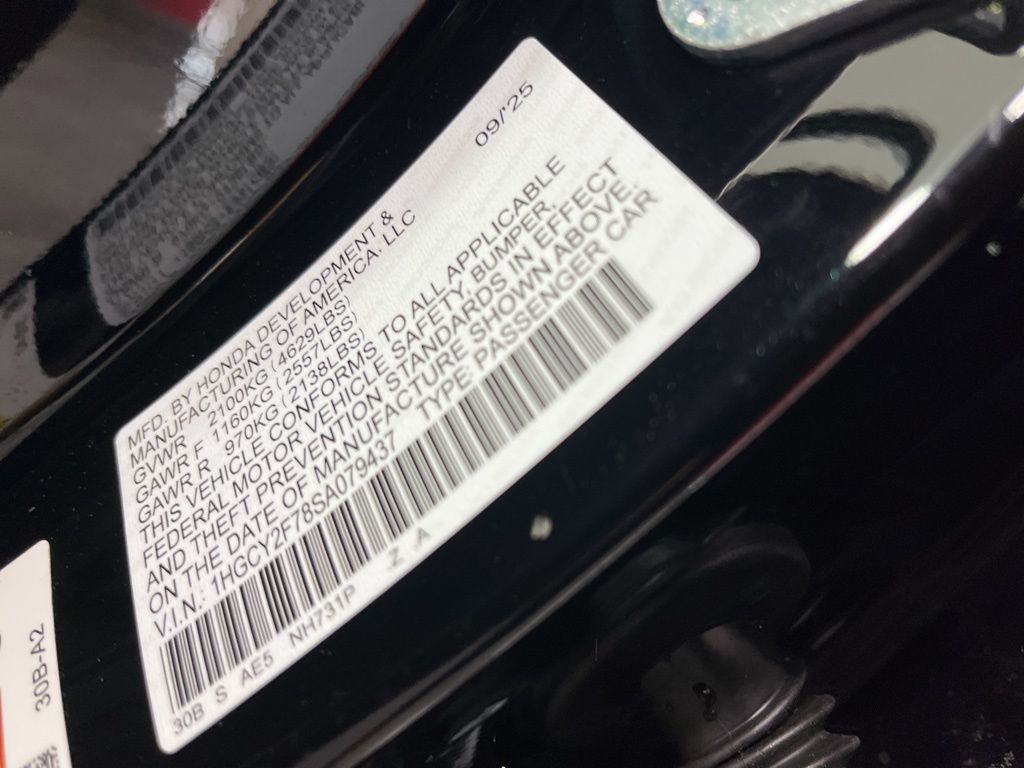 09/'25
MFD. BY HONDA DEVELOPMENT &
MANUFACTURING OF AMERICA. LLC
GVWR 2100KG (4629LBS)
GAWR F 1160KG (2557LBS)
GAWR R 970KG (2138LBS)
THIS VEHICLE CONFORMS TO ALL APPLICABLE
FEDERAL MOTOR VEHICLE SAFETY, BUMPER,
AND THEFT PREVENTION STANDARDS IN EFFECT
ON THE DATE OF MANUFACTURE SHOWN ABOVE.
V.I.N.: 1HGCY2F78SA079437 TYPE: PASSENGER CAR
30B S AE5 NH731P Z A
30B-A2